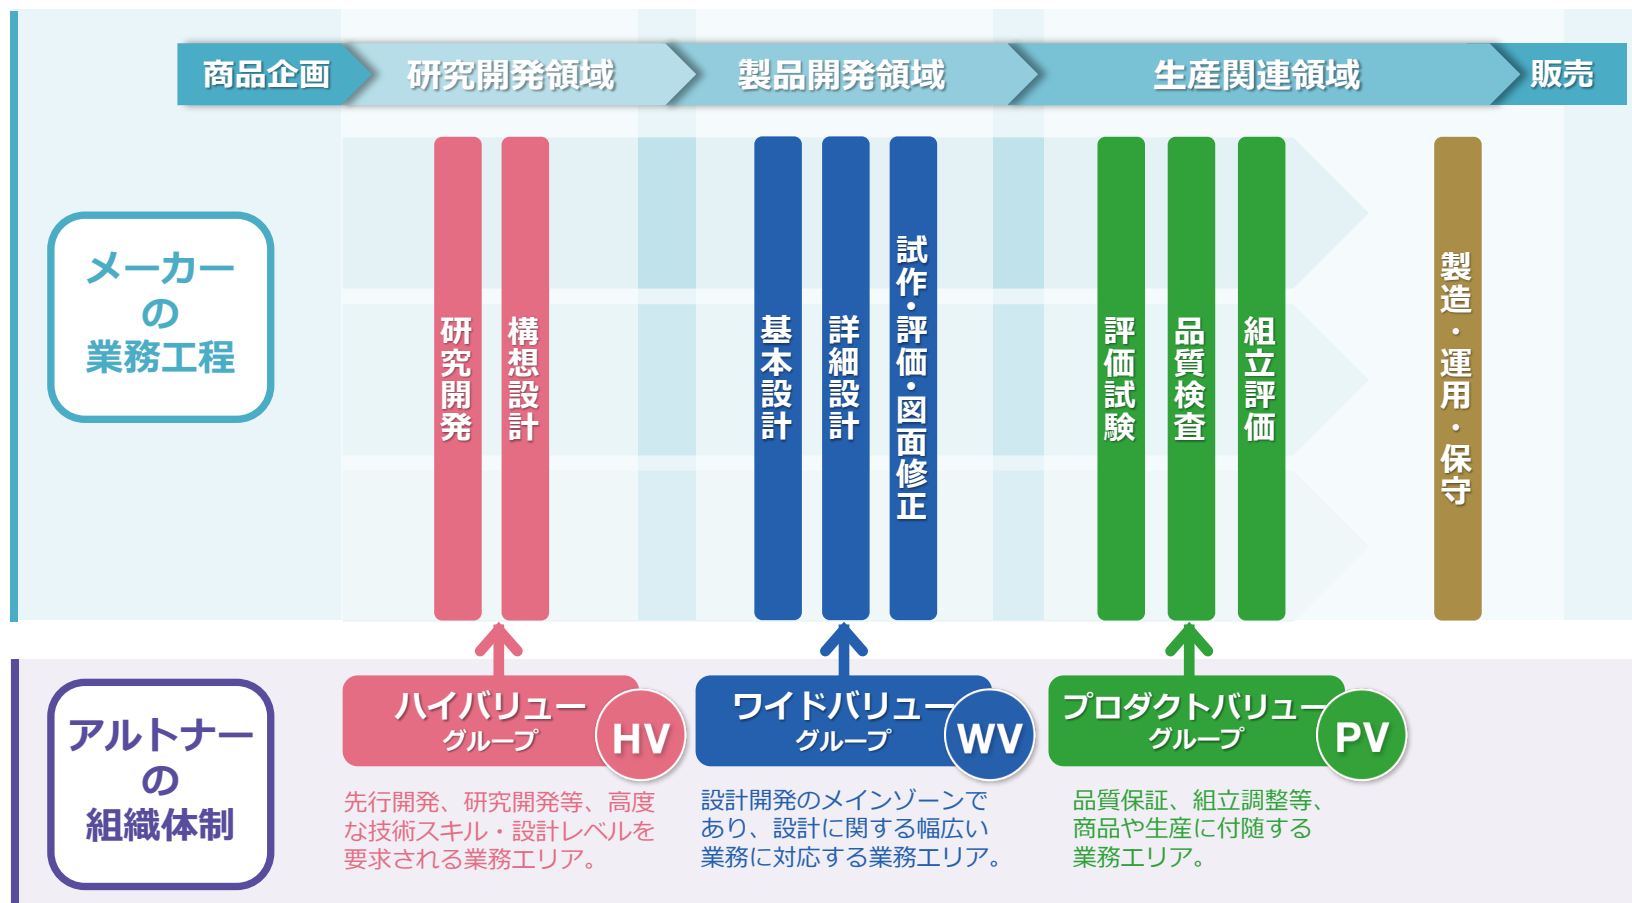 商品企画
研究開発領域
製品開発領域
生産関連領域
販売
メーカー
の
業務工程
研究開発
構想設計
基本設計
詳細設計
試作・評価・図面修正
評価試験
品質検査
組立評価
製造・運用・保守
アルトナー
の
組織体制
ハイバリュー
グループ
HV
先行開発、研究開発等、高度
な技術スキル・設計レベルを
要求される業務エリア。
ワイドバリュー
グループ
WV
設計開発のメインゾーンで
あり、設計に関する幅広い
業務に対応する業務エリア。
プロダクトバリュー
グループ
PV
品質保証、組立調整等、
商品や生産に付随する
業務エリア。